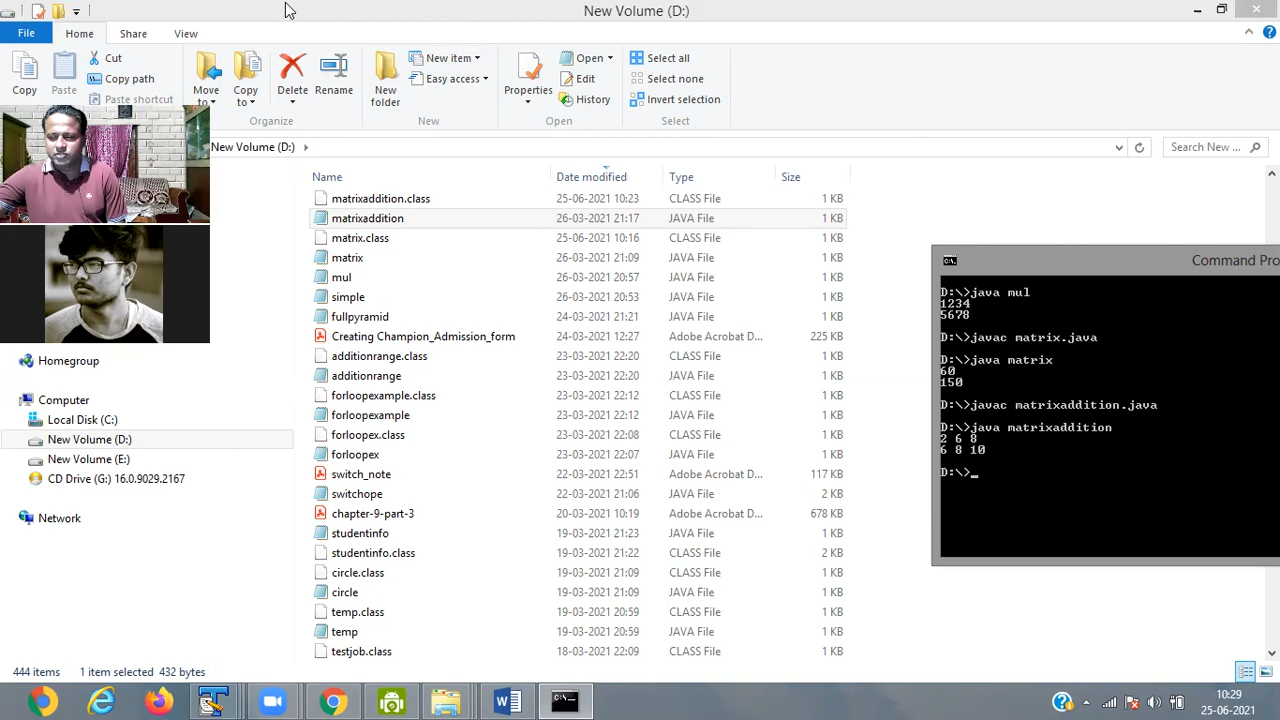 New Volume (D:)
File Home Share View
Copy
Paste
Cut
Copy path
Paste shortcut
Move to
Copy to
Delete
Rename
Organize
New folder
New item
Easy access
New
Properties
Open
Edit
History
Open
Select all
Select none
Invert selection
Select
New Volume (D:)
Search New ...
Name Date modified Type Size
matrixaddition.class 25-06-2021 10:23 CLASS File 1 KB
matrixaddition 26-03-2021 21:17 JAVA File 1 KB
matrix.class 25-06-2021 10:16 CLASS File 1 KB
matrix 26-03-2021 21:09 JAVA File 1 KB
mul 26-03-2021 20:57 JAVA File 1 KB
simple 26-03-2021 20:53 JAVA File 1 KB
fullpyramid 24-03-2021 21:16 JAVA File 1 KB
Creating Champion_Admission_form 24-03-2021 12:27 Adobe Acrobat D... 225 KB
additionrange.class 23-03-2021 22:20 CLASS File 1 KB
additionrange 23-03-2021 22:20 JAVA File 1 KB
forloopexample.class 23-03-2021 22:12 CLASS File 1 KB
forloopexample 23-03-2021 22:12 JAVA File 1 KB
forloopex.class 23-03-2021 22:08 CLASS File 1 KB
forloopex 23-03-2021 22:07 JAVA File 1 KB
switch_note 22-03-2021 22:51 Adobe Acrobat D... 117 KB
switchope 22-03-2021 21:06 JAVA File 2 KB
chapter-9-part-3 20-03-2021 10:19 Adobe Acrobat D... 678 KB
studentinfo 19-03-2021 21:23 JAVA File 1 KB
studentinfo.class 19-03-2021 21:22 CLASS File 2 KB
circle.class 19-03-2021 21:09 CLASS File 1 KB
circle 19-03-2021 21:09 JAVA File 1 KB
temp.class 19-03-2021 20:59 CLASS File 1 KB
temp 19-03-2021 20:59 JAVA File 1 KB
testjob.class 18-03-2021 22:09 CLASS File 1 KB
Homegroup
Computer
Local Disk (C:)
New Volume (D:)
New Volume (E:)
CD Drive (G:) 16.0.9029.2167
Network
Command Pro
D:\>java mul
1234
5678
D:\>javac matrix.java
D:\>java matrix
60
150
D:\>javac matrixaddition.java
D:\>java matrixaddition
2 6 8
6 8 10
D:\>_
444 items 1 item selected 432 bytes
10:29
25-06-2021